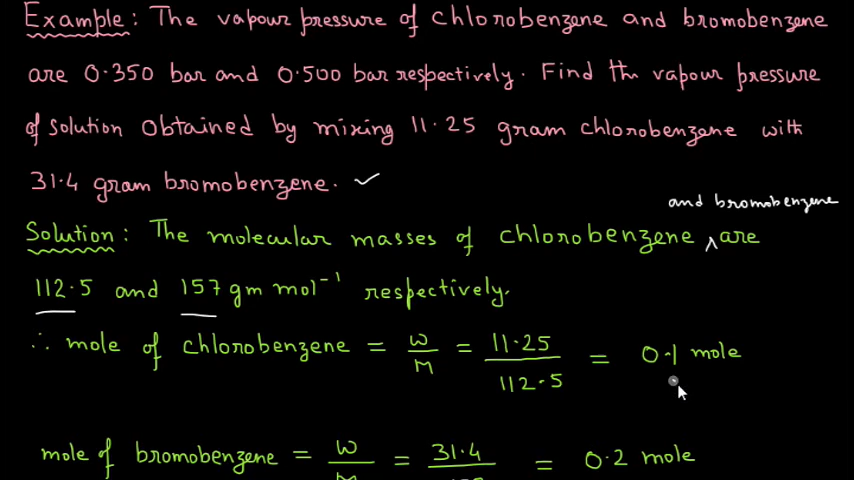 Example: The vapour pressure of chlorobenzene and bromobenzene
are 0.350 bar and 0.500 bar respectively. Find the vapour pressure
of solution obtained by mixing 11.25 gram chlorobenzene with
31.4 gram bromobenzene. ✓
and bromobenzene
Solution: The molecular masses of chlorobenzene ^ are
112.5 and 157 gm mol⁻¹ respectively.
∴ mole of chlorobenzene = W/M = 11.25/112.5 = 0.1 mole
mole of bromobenzene = W/M = 31.4/ = 0.2 mole